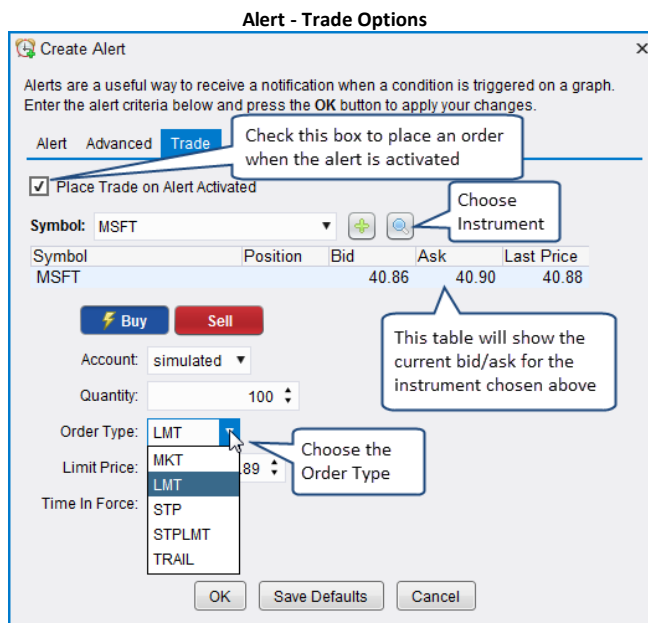 Alert - Trade Options
Create Alert
Alerts are a useful way to receive a notification when a condition is triggered on a graph.
Enter the alert criteria below and press the OK button to apply your changes.
Alert Advanced Trade
Check this box to place an order
when the alert is activated
Place Trade on Alert Activated
Choose
Instrument
Symbol: MSFT
Symbol Position Bid Ask Last Price
MSFT 40.86 40.90 40.88
Buy Sell
This table will show the
current bid/ask for the
instrument chosen above
Account: simulated
Quantity: 100
Order Type: LMT
Choose the
Order Type
MKT
Limit Price: .89
LMT
Time In Force:
STP
STPLMT
TRAIL
OK Save Defaults Cancel